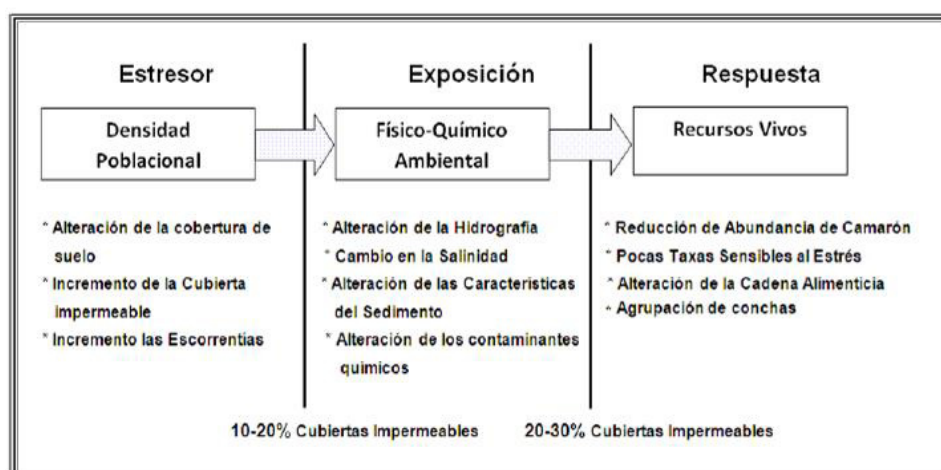 Estresor
Densidad
Poblacional
* Alteración de la cobertura de
suelo
* Incremento de la Cubierta
impermeable
* Incremento las Escorrentias
Exposición
Físico-Químico
Ambiental
* Alteración de la Hidrografía
* Cambio en la Salinidad
* Alteración de las Características
del Sedimento
* Alteración de los contaminantes
quimicos
Respuesta
Recursos Vivos
* Reducción de Abundancia de Camarón
* Pocas Taxas Sensibles al Estrés
* Alteración de la Cadena Alimenticia
* Agrupación de conchas
10-20% Cubiertas Impermeables
20-30% Cubiertas Impermeables